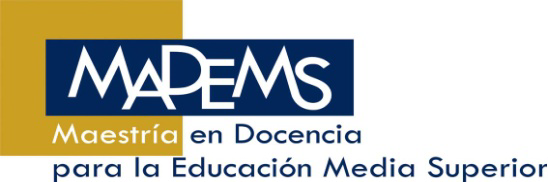 MADEMS
Maestría en Docencia
para la Educación Media Superior